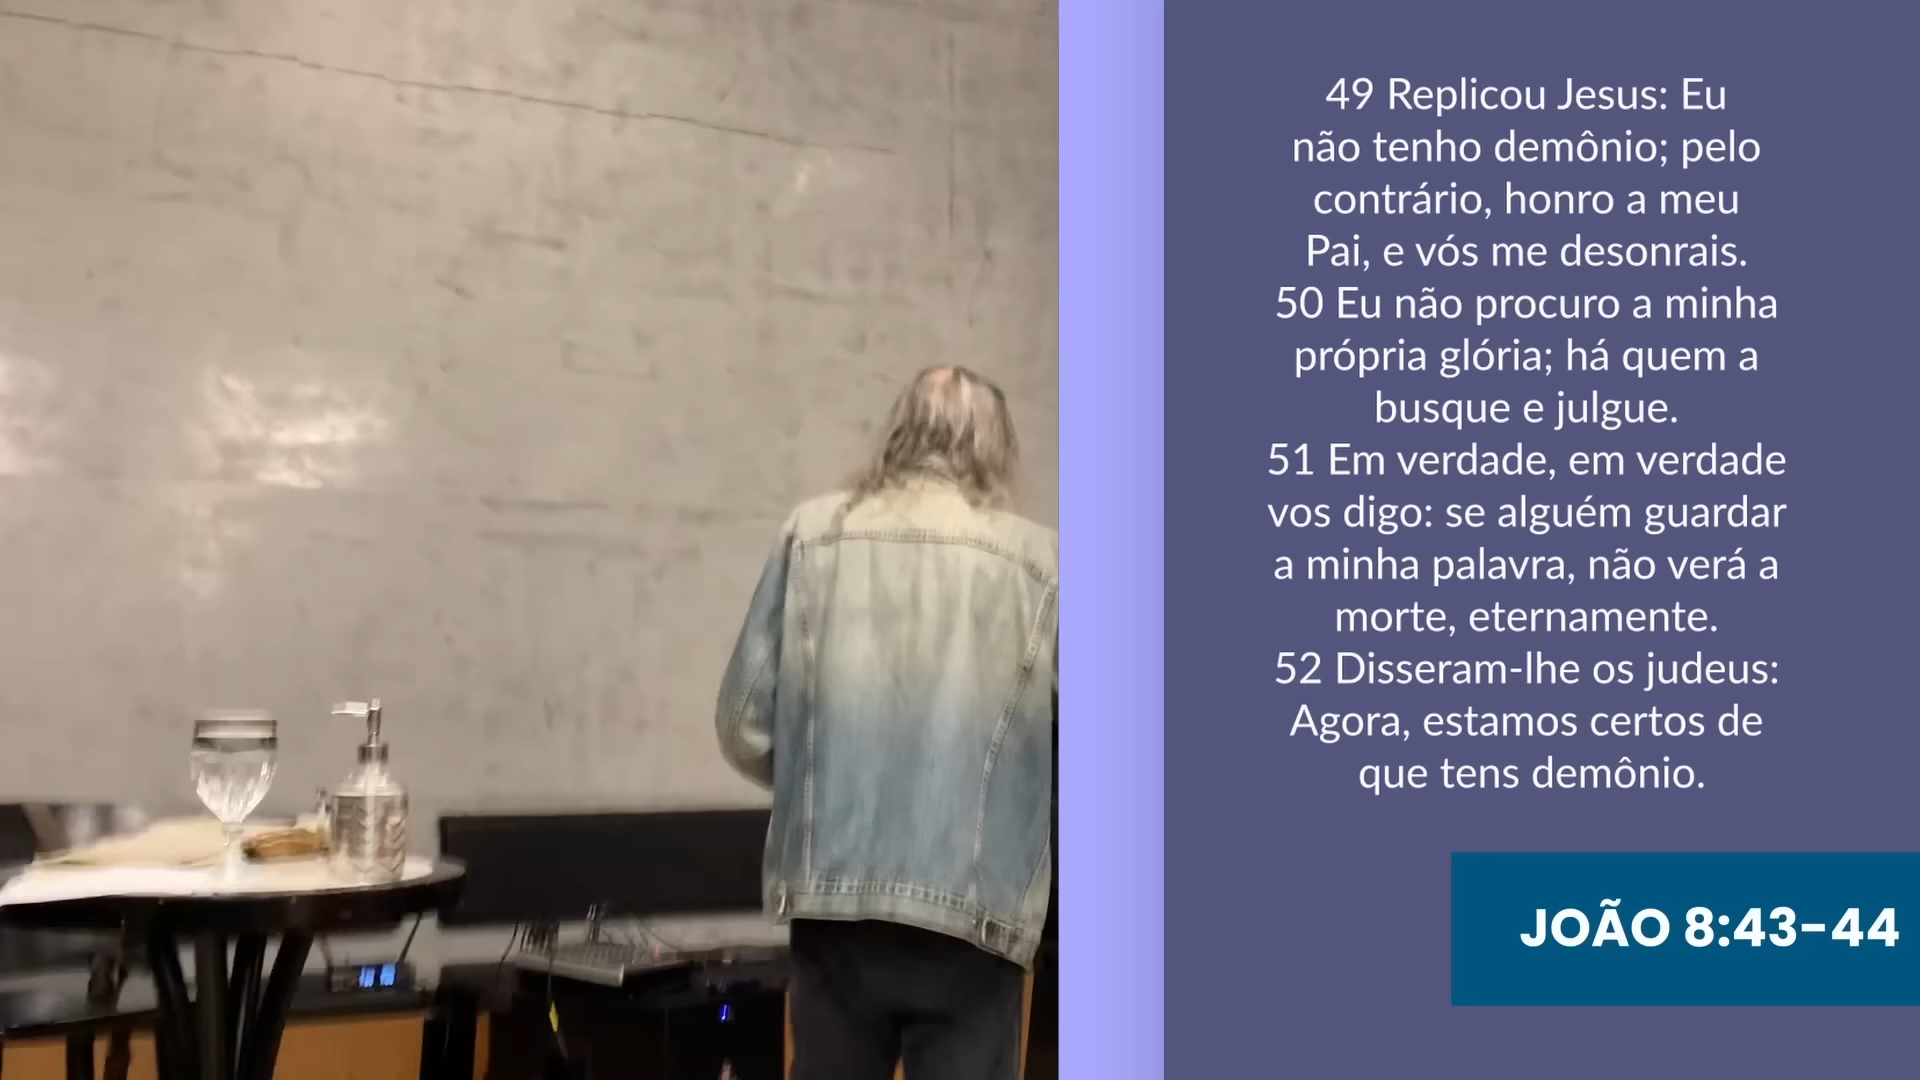 49 Replicou Jesus: Eu
não tenho demônio; pelo
contrário, honro a meu
Pai, e vós me desonrais.
50 Eu não procuro a minha
própria glória; há quem a
busque e julgue.
51 Em verdade, em verdade
vos digo: se alguém guardar
a minha palavra, não verá a
morte, eternamente.
52 Disseram-lhe os judeus:
Agora, estamos certos de
que tens demônio.
JOÃO 8:43-44